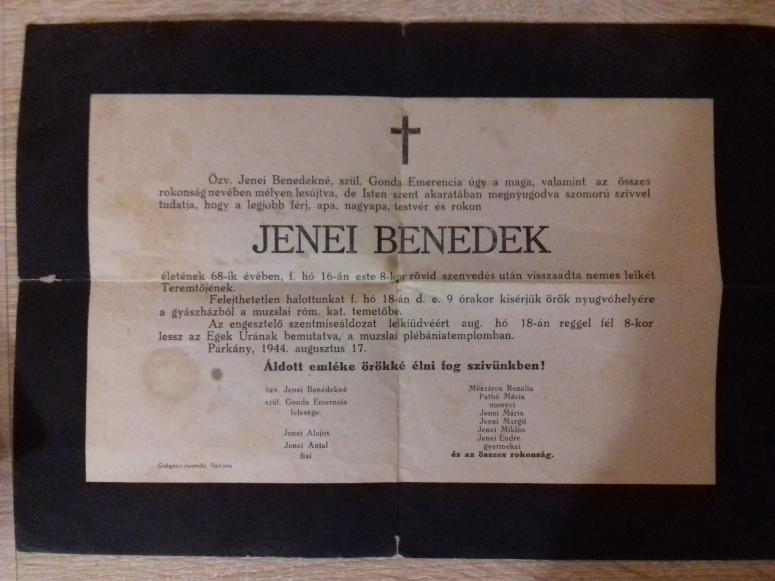 Özv. Jenei Benedekné, szül. Gonda Emerencia úgy a maga, valamint az összes
rokonság nevében mélyen lesújtva, de Isten szent akaratában megnyugodva szomorú szívvel
tudatja, hogy a legjobb férj, apa, nagyapa, testvér és rokon
JENEI BENEDEK
életének 68-ik évében, f. hó 16-án este 8-kor rövid szenvedés után visszaadta nemes lelkét
Teremtőjének.
Felejthetetlen halottunkat f. hó 18-án d. e. 9 órakor kisérjük örök nyugvóhelyére
a gyászházból a muzslai róm. kat. temetőbe.
Az engesztelő szentmiseáldozat lelkiüdvéért aug. hó 18-án reggel fél 8-kor
lessz az Egek Urának bemutatva, a muzslai plébániatemplomban.
Párkány, 1944. augusztus 17.
Áldott emléke örökké élni fog szivünkben!
özv. Jenei Benedekné
szül. Gonda Emerncia
felesége.
Jenei Alajos
Jenei Antal
fiai
Mészáros Rozália
Pathó Mária
menyei
Jenei Mária
Jenei Margit
Jenei Miklós
Jenei Endre
gyermekei
és az összes rokonság.